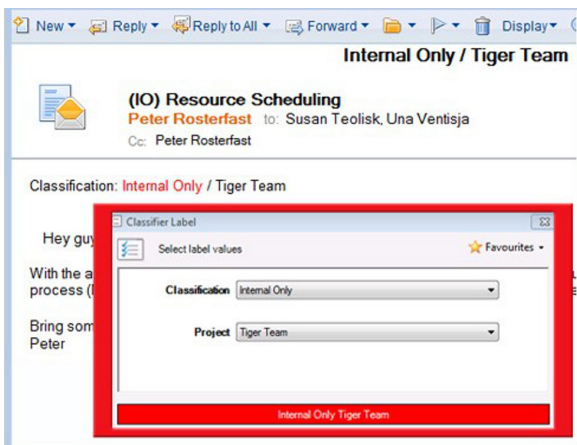 New Reply Reply to All Forward Display
Internal Only / Tiger Team
(IO) Resource Scheduling
Peter Rosterfast to: Susan Teolisk, Una Ventisja
Cc: Peter Rosterfast
Classification: Internal Only / Tiger Team
Classifier Label
Hey guy
Select label values Favourites
With the a
process (
Classification Internal Only
Bring som
Project Tiger Team
Peter
Internal Only Tiger Team